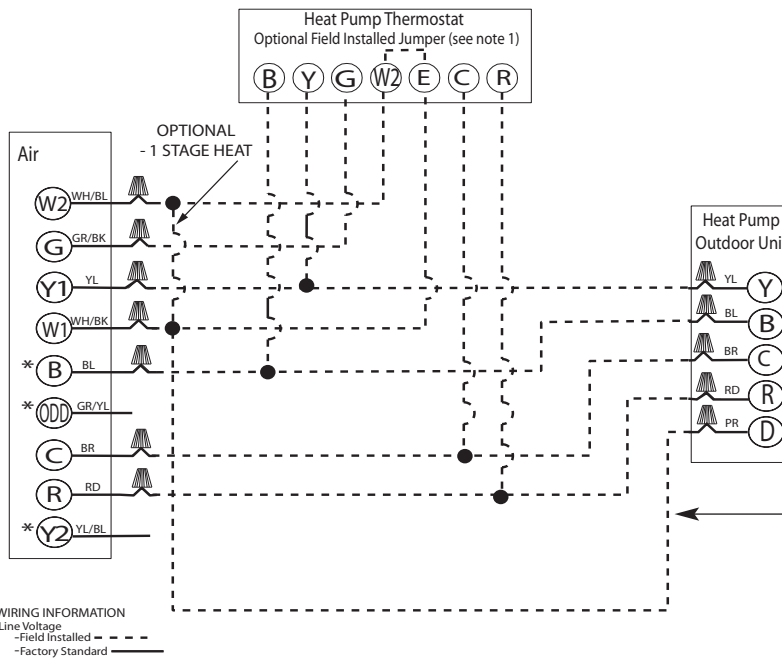 Heat Pump Thermostat
Optional Field Installed Jumper (see note 1)
B Y G W2 E C R
OPTIONAL
- 1 STAGE HEAT
Air
W2 WH/BL
G GR/BK
Y1 YL
W1 WH/BK
* B BL
* ODD GR/YL
C BR
R RD
* Y2 YL/BL
Heat Pump
Outdoor Uni
YL Y
BL B
BR C
RD R
PR D
WIRING INFORMATION
Line Voltage
-Field Installed
-Factory Standard